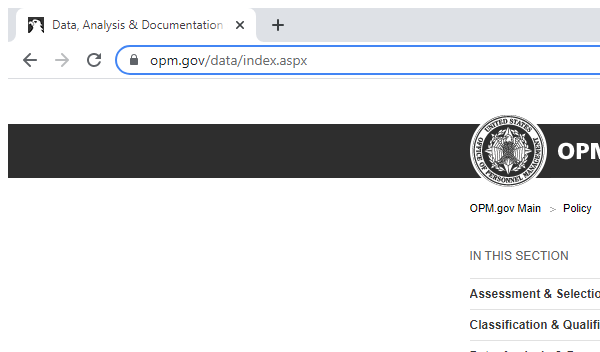 Data, Analysis & Documentation
opm.gov/data/index.aspx
UNITED STATES
OFFICE OF PERSONNEL MANAGEMENT
OPM
OPM.gov Main > Policy
IN THIS SECTION
Assessment & Selectio
Classification & Qualifi